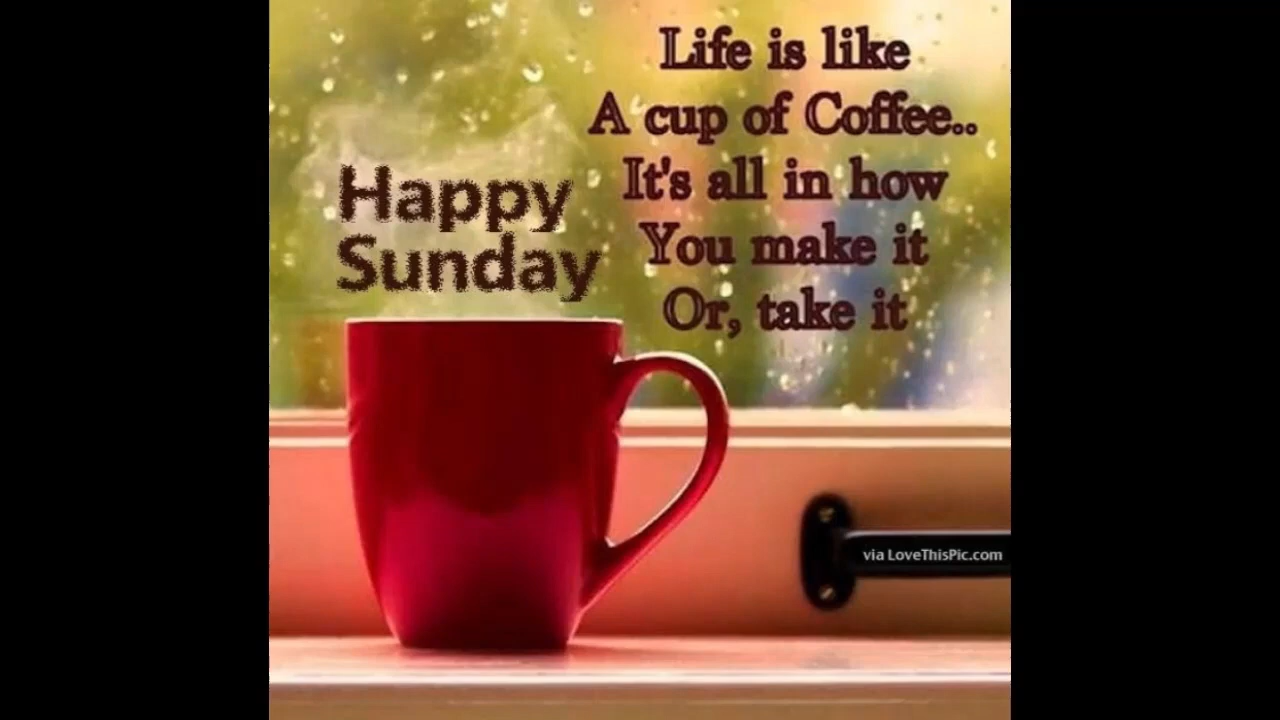 Life is like
A cup of Coffee..
It's all in how
You make it
Or, take it
Happy
Sunday
via LoveThisPic.com